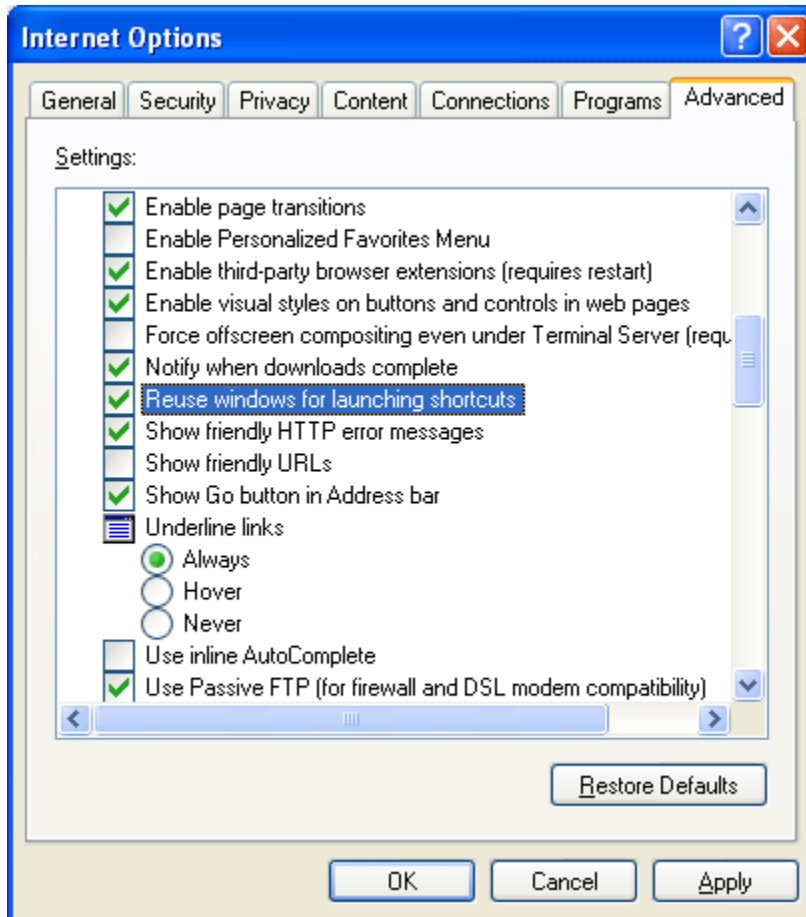 Internet Options
General Security Privacy Content Connections Programs Advanced
Settings:
Enable page transitions
Enable Personalized Favorites Menu
Enable third-party browser extensions (requires restart)
Enable visual styles on buttons and controls in web pages
Force offscreen compositing even under Terminal Server (requ
Notify when downloads complete
Reuse windows for launching shortcuts
Show friendly HTTP error messages
Show friendly URLs
Show Go button in Address bar
Underline links
Always
Hover
Never
Use inline AutoComplete
Use Passive FTP (for firewall and DSL modem compatibility)
Restore Defaults
OK Cancel Apply